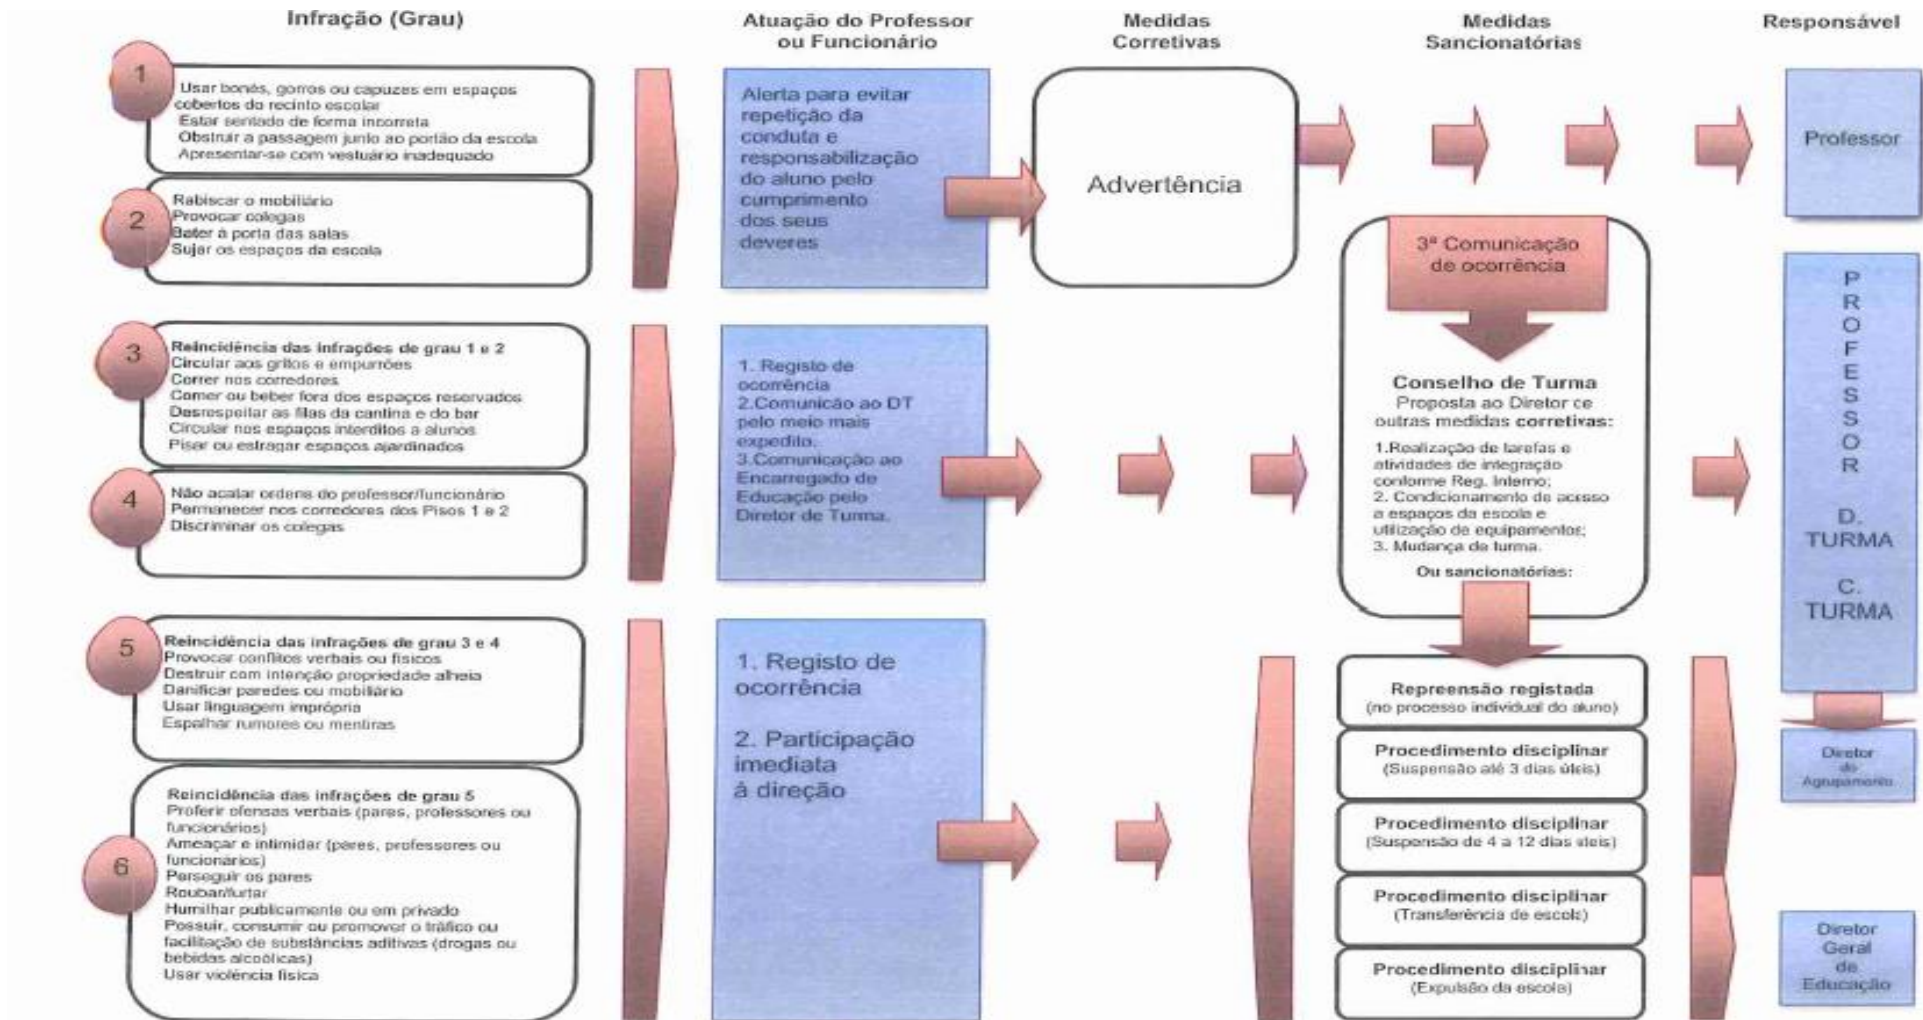 Infração (Grau)
Atuação do Professor
ou Funcionário
Medidas
Corretivas
Medidas
Sancionatórias
Responsável
1
Usar bonés, gorros ou capuzes em espaços
cobertos do recinto escolar
Estar sentado de forma incorreta
Obstruir a passagem junto ao portão da escola
Apresentar-se com vestuário inadequado
2
Rabiscar o mobiliário
Provocar colegas
Bater à porta das salas
Sujar os espaços da escola
Alerta para evitar
repetição da
conduta e
responsabilização
do aluno pelo
cumprimento
dos seus
deveres
Advertência
Professor
3
Reincidência das infrações de grau 1 e 2
Circular aos gritos e empurrões
Correr nos corredores
Comer ou beber fora dos espaços reservados
Desrespeitar as filas da cantina e do bar
Circular nos espaços interditos a alunos
Pisar ou estragar espaços ajardinados
4
Não acatar ordens do professor/funcionário
Permanecer nos corredores dos Pisos 1 e 2
Discriminar os colegas
1. Registo de
ocorrência
2.Comunicão ao DT
pelo meio mais
expedito.
3.Comunicação ao
Encarregado de
Educação pelo
Diretor de Turma.
3ª Comunicação
de ocorrência
Conselho de Turma
Proposta ao Diretor de
outras medidas corretivas:
1.Realização de tarefas e
atividades de integração
conforme Reg. Interno;
2. Condicionamento de acesso
a espaços da escola e
utilização de equipamentos;
3. Mudança de turma.
Ou sancionatórias:
P
R
O
F
E
S
S
O
R
D.
TURMA
C.
TURMA
5
Reincidência das infrações de grau 3 e 4
Provocar conflitos verbais ou físicos
Destruir com intenção propriedade alheia
Danificar paredes ou mobiliário
Usar linguagem imprópria
Espalhar rumores ou mentiras
6
Reincidência das infrações de grau 5
Proferir ofensas verbais (pares, professores ou
funcionários)
Ameaçar e intimidar (pares, professores ou
funcionários)
Perseguir os pares
Roubar/furtar
Humilhar publicamente ou em privado
Possuir, consumir ou promover o tráfico ou
facilitação de substâncias aditivas (drogas ou
bebidas alcoólicas)
Usar violência física
1. Registo de
ocorrência
2. Participação
imediata
à direção
Repreensão registada
(no processo individual do aluno)
Procedimento disciplinar
(Suspensão até 3 dias úteis)
Procedimento disciplinar
(Suspensão de 4 a 12 dias úteis)
Procedimento disciplinar
(Transferência de escola)
Procedimento disciplinar
(Expulsão da escola)
Diretor
do
Agrupamento
Diretor
Geral
de
Educação